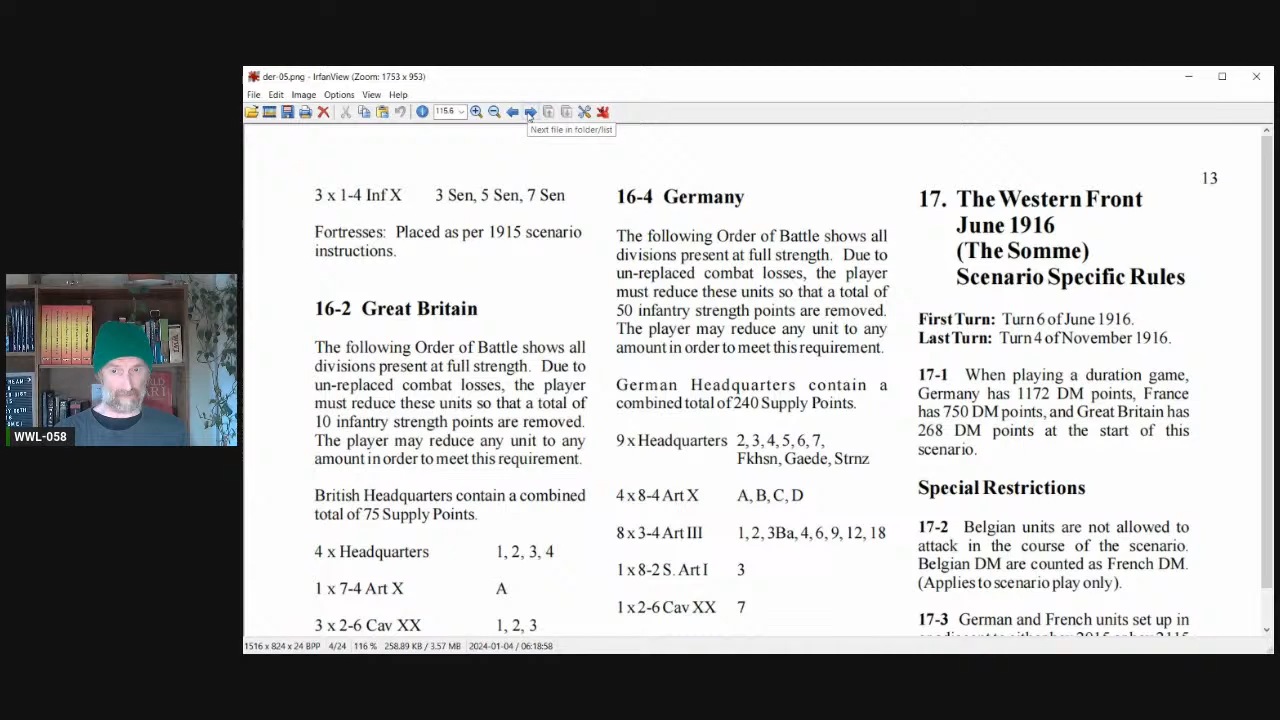 der-05.png - IrfanView (Zoom: 1753 x 953)
File Edit Image Options View Help
115.6
Next file in folder/list
13
3 x 1-4 Inf X 3 Sen, 5 Sen, 7 Sen
Fortresses: Placed as per 1915 scenario
instructions.
16-2 Great Britain
The following Order of Battle shows all
divisions present at full strength. Due to
un-replaced combat losses, the player
must reduce these units so that a total of
10 infantry strength points are removed.
The player may reduce any unit to any
amount in order to meet this requirement.
British Headquarters contain a combined
total of 75 Supply Points.
4 x Headquarters 1, 2, 3, 4
1 x 7-4 Art X A
3 x 2-6 Cav XX 1, 2, 3
16-4 Germany
The following Order of Battle shows all
divisions present at full strength. Due to
un-replaced combat losses, the player
must reduce these units so that a total of
50 infantry strength points are removed.
The player may reduce any unit to any
amount in order to meet this requirement.
German Headquarters contain a
combined total of 240 Supply Points.
9 x Headquarters 2, 3, 4, 5, 6, 7,
Fkhsn, Gaede, Strnz
4 x 8-4 Art X A, B, C, D
8 x 3-4 Art III 1, 2, 3Ba, 4, 6, 9, 12, 18
1 x 8-2 S. Art I 3
1 x 2-6 Cav XX 7
17. The Western Front
June 1916
(The Somme)
Scenario Specific Rules
First Turn: Turn 6 of June 1916.
Last Turn: Turn 4 of November 1916.
17-1 When playing a duration game,
Germany has 1172 DM points, France
has 750 DM points, and Great Britain has
268 DM points at the start of this
scenario.
Special Restrictions
17-2 Belgian units are not allowed to
attack in the course of the scenario.
Belgian DM are counted as French DM.
(Applies to scenario play only).
17-3 German and French units set up in
WWL-058
1516 x 824 x 24 BPP 4/24 116 % 258.89 KB / 3.57 MB 2024-01-04 / 06:18:58